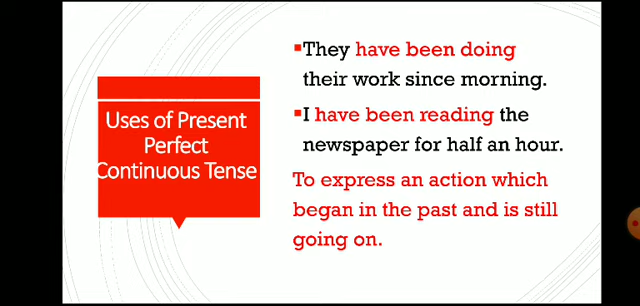 Uses of Present
Perfect
Continuous Tense
▪They have been doing
their work since morning.
▪I have been reading the
newspaper for half an hour.
To express an action which
began in the past and is still
going on.